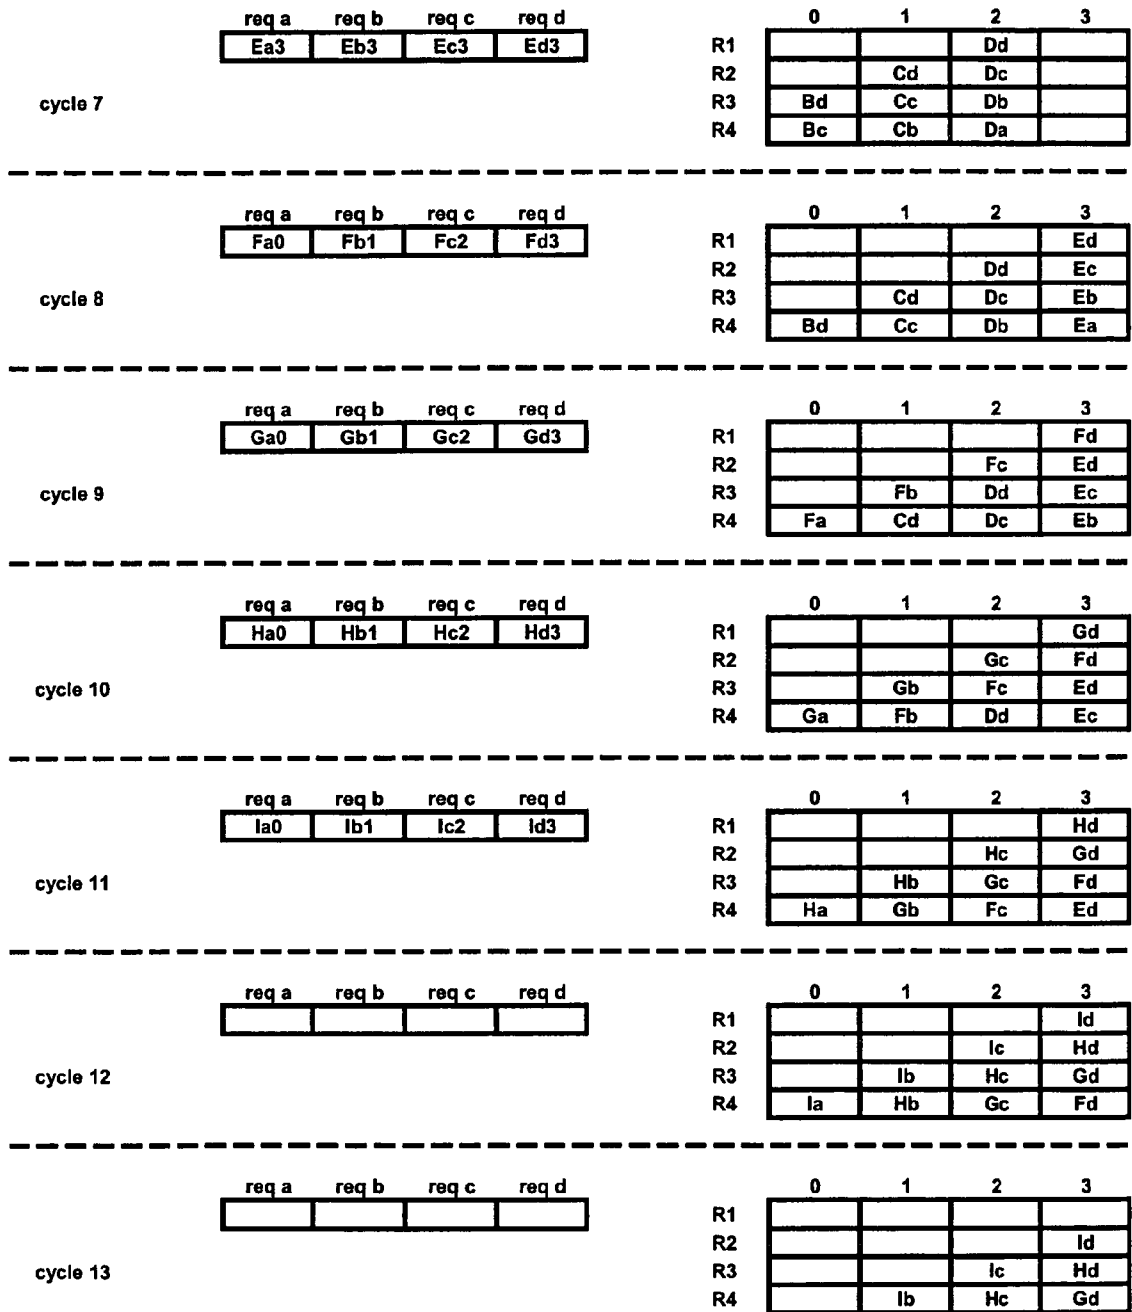 req a req b req c req d 0 1 2 3
Ea3 Eb3 Ec3 Ed3 R1 Dd
R2 Cd Dc
cycle 7 R3 Bd Cc Db
R4 Bc Cb Da
req a req b req c req d 0 1 2 3
Fa0 Fb1 Fc2 Fd3 R1 Ed
R2 Dd Ec
cycle 8 R3 Cd Dc Eb
R4 Bd Cc Db Ea
req a req b req c req d 0 1 2 3
Ga0 Gb1 Gc2 Gd3 R1 Fd
R2 Fc Ed
cycle 9 R3 Fb Dd Ec
R4 Fa Cd Dc Eb
req a req b req c req d 0 1 2 3
Ha0 Hb1 Hc2 Hd3 R1 Gd
R2 Gc Fd
cycle 10 R3 Gb Fc Ed
R4 Ga Fb Dd Ec
req a req b req c req d 0 1 2 3
Ia0 Ib1 Ic2 Id3 R1 Hd
R2 Hc Gd
cycle 11 R3 Hb Gc Fd
R4 Ha Gb Fc Ed
req a req b req c req d 0 1 2 3
R1 Id
R2 Ic Hd
cycle 12 R3 Ib Hc Gd
R4 Ia Hb Gc Fd
req a req b req c req d 0 1 2 3
R1
R2 Id
cycle 13 R3 Ic Hd
R4 Ib Hc Gd